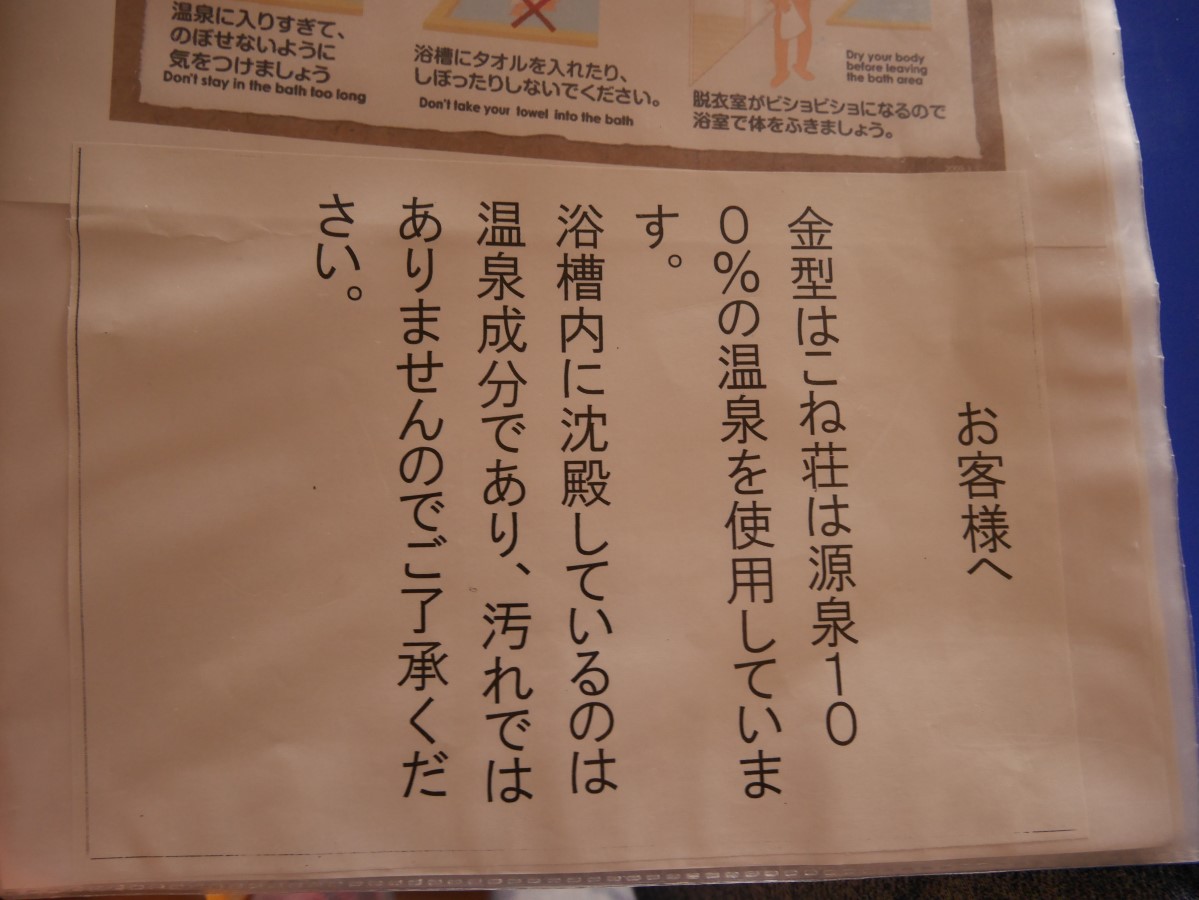 温泉に入りすぎて、
のぼせないように
気をつけましょう
Don't stay in the bath too long
浴槽にタオルを入れたり、
しぼったりしないでください。
Don't take your towel into the bath
Dry your body
before leaving
the bath area
脱衣室がビショビショになるので
浴室で体をふきましょう。
お客様へ
金型はこね荘は源泉10
0%の温泉を使用していま
す。
浴槽内に沈殿しているのは
温泉成分であり、汚れでは
ありませんのでご了承くだ
さい。